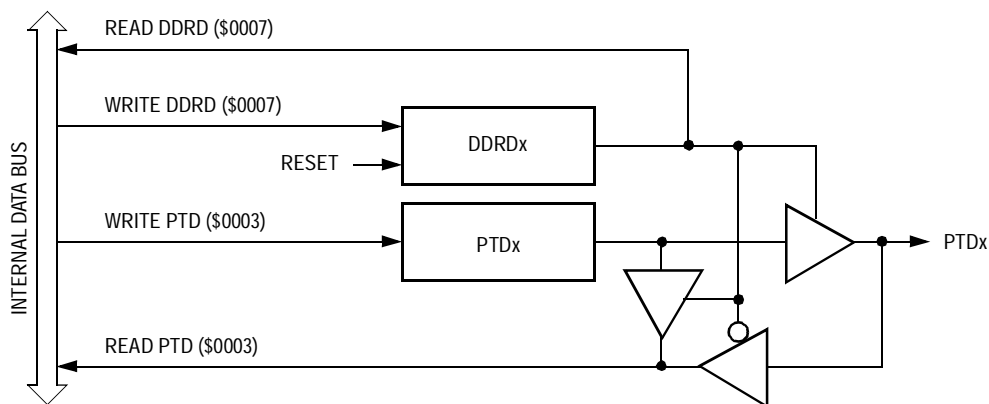 READ DDRD ($0007)
WRITE DDRD ($0007)
DDRDx
RESET
INTERNAL DATA BUS
WRITE PTD ($0003)
PTDx
PTDx
READ PTD ($0003)